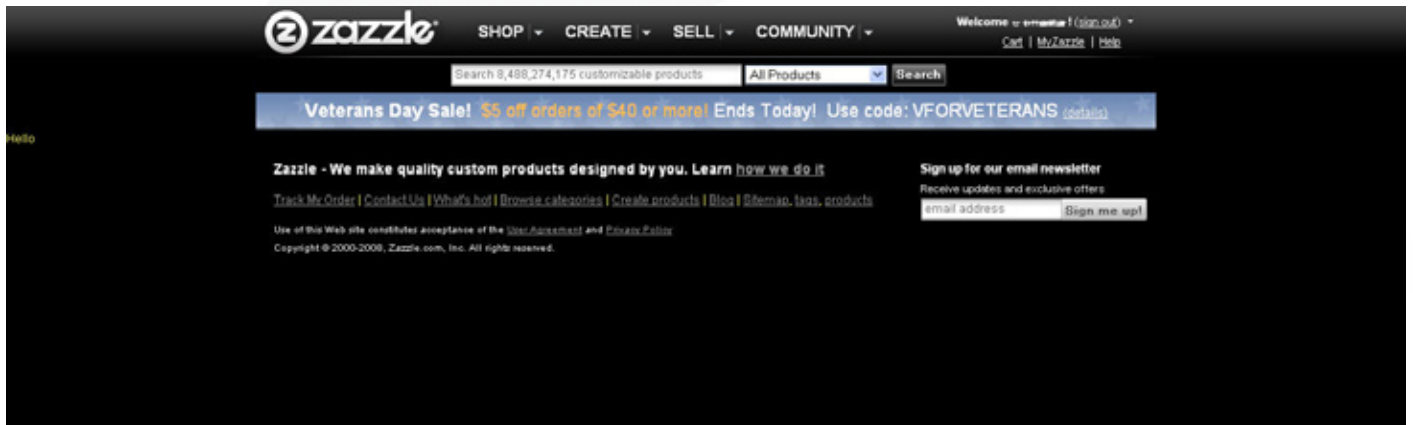 zazzle SHOP CREATE SELL COMMUNITY
Welcome ! (sign out)
Cart | MyZazzle | Help
Search 8,488,274,175 customizable products All Products Search
Veterans Day Sale! $5 off orders of $40 or more! Ends Today! Use code: VFORVETERANS (details)
Hello
Zazzle - We make quality custom products designed by you. Learn how we do it
Track My Order | Contact Us | What's hot | Browse categories | Create products | Blog | Sitemap, tags, products
Use of this Web site constitutes acceptance of the User Agreement and Privacy Policy
Copyright © 2000-2008, Zazzle.com, Inc. All rights reserved.
Sign up for our email newsletter
Receive updates and exclusive offers
email address Sign me up!